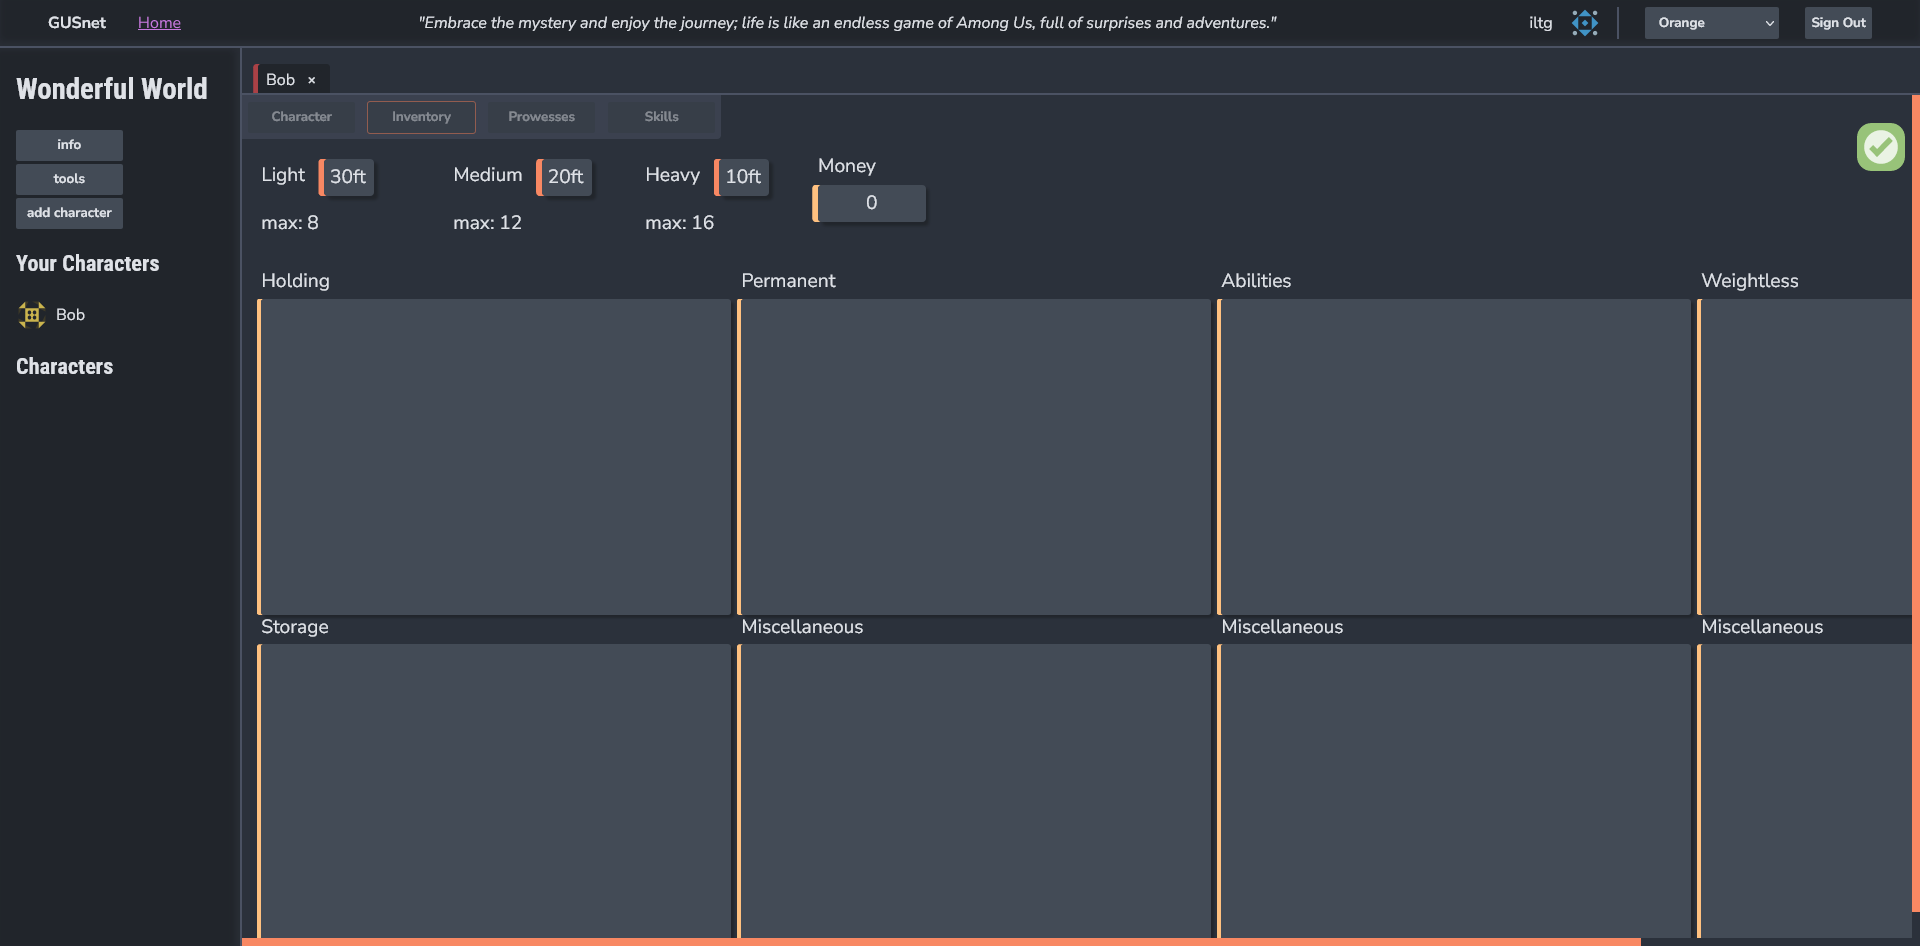 GUSnet Home "Embrace the mystery and enjoy the journey; life is like an endless game of Among Us, full of surprises and adventures." iltg Orange Sign Out
Wonderful World
info
tools
add character
Your Characters
Bob
Characters
Bob ×
Character Inventory Prowesses Skills
Light 30ft Medium 20ft Heavy 10ft Money
max: 8 max: 12 max: 16 0
Holding Permanent Abilities Weightless
Storage Miscellaneous Miscellaneous Miscellaneous